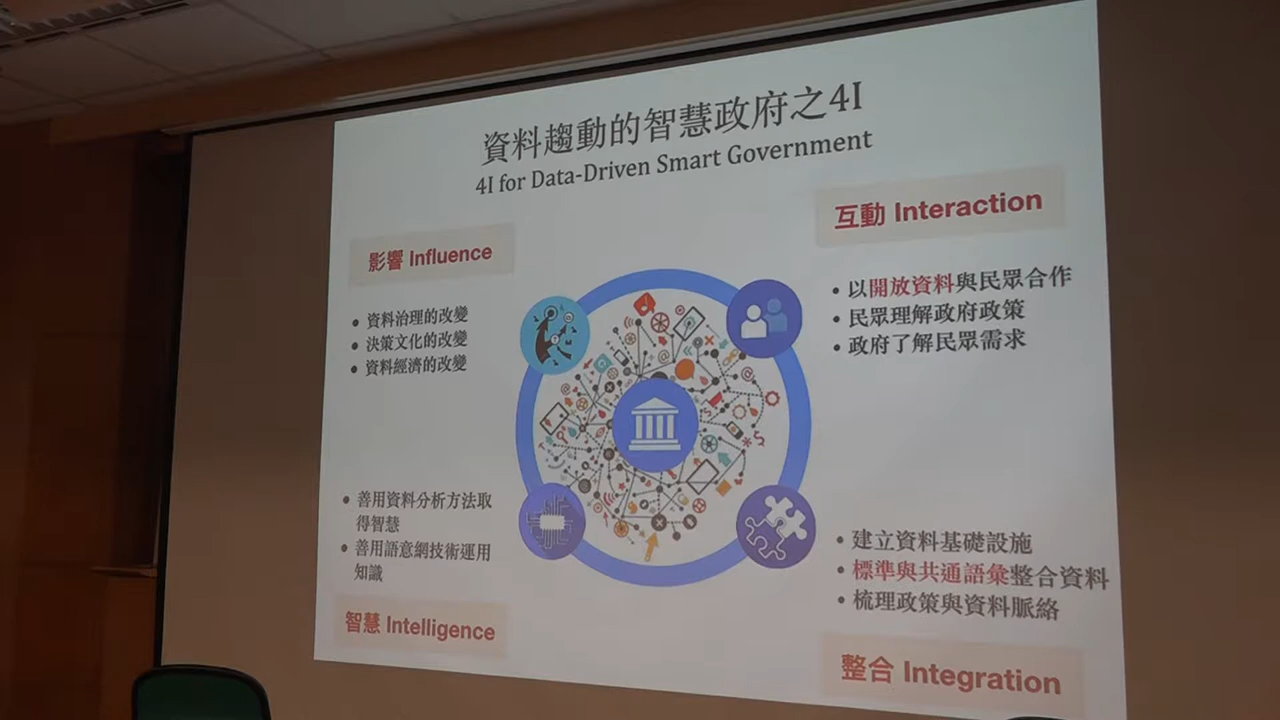 資料趨動的智慧政府之4I
4I for Data-Driven Smart Government
影響 Influence
• 資料治理的改變
• 決策文化的改變
• 資料經濟的改變
互動 Interaction
• 以開放資料與民眾合作
• 民眾理解政府政策
• 政府了解民眾需求
• 善用資料分析方法取
得智慧
• 善用語意網技術運用
知識
智慧 Intelligence
• 建立資料基礎設施
• 標準與共通語彙整合資料
• 梳理政策與資料脈絡
整合 Integration